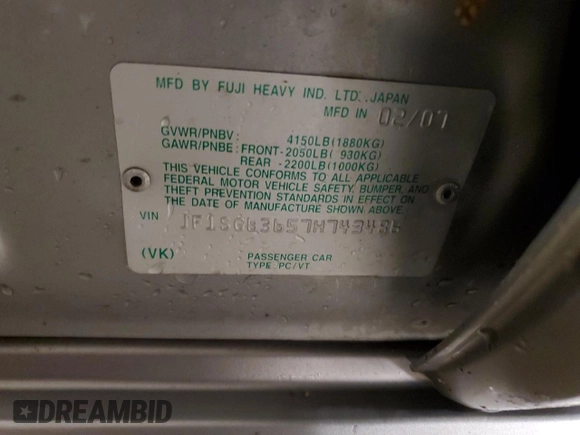 MFD BY FUJI HEAVY IND. LTD., JAPAN
MFD IN 02/07
GVWR/PNBV: 4150LB(1880KG)
GAWR/PNBE: FRONT-2050LB( 930KG)
REAR -2200LB(1000KG)
THIS VEHICLE CONFORMS TO ALL APPLICABLE
FEDERAL MOTOR VEHICLE SAFETY, BUMPER, AND
THEFT PREVENTION STANDARDS IN EFFECT ON
THE DATE OF MANUFACTURE SHOWN ABOVE.
VIN
(VK) PASSENGER CAR
TYPE: PC/VT
DREAMBID